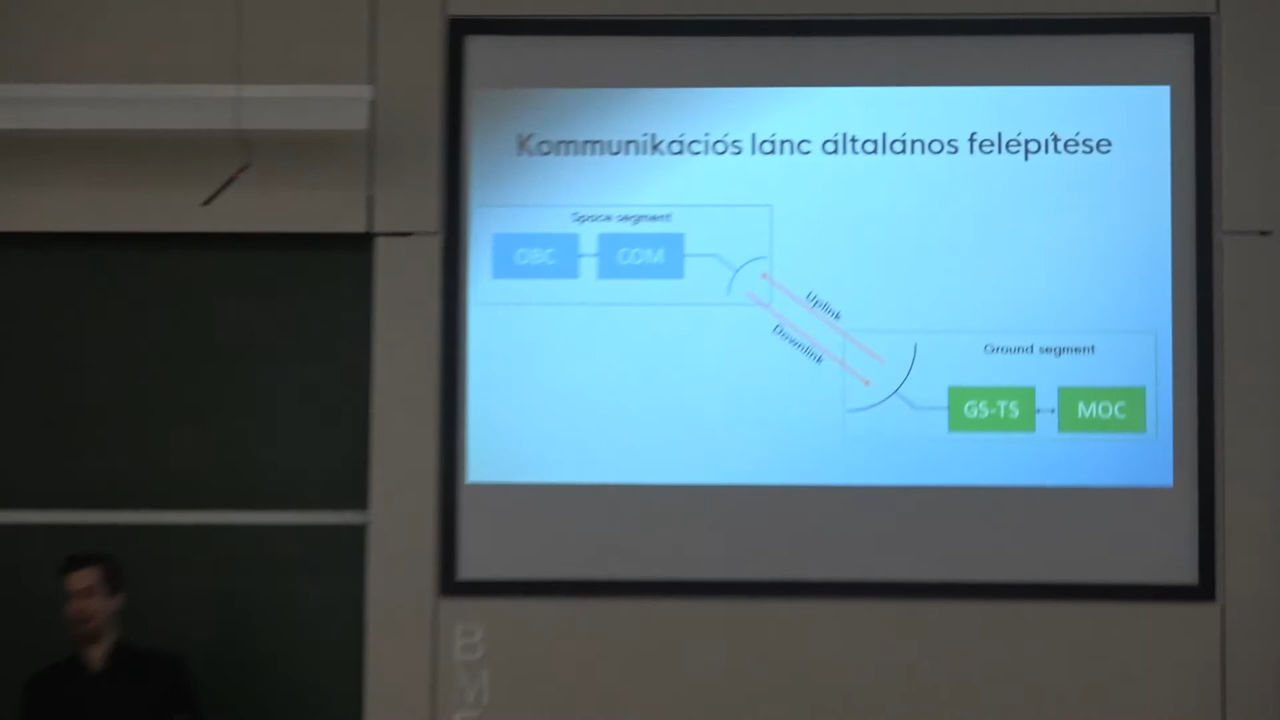 Kommunikációs lánc általános felépítése
Space segment
OBC
COM
Uplink
Downlink
Ground segment
GS-TS
MOC